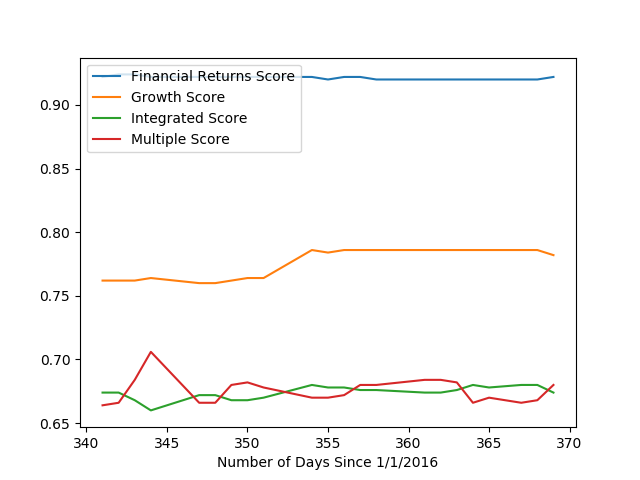 Financial Returns Score
Growth Score
Integrated Score
Multiple Score
0.90
0.85
0.80
0.75
0.70
0.65
340 345 350 355 360 365 370
Number of Days Since 1/1/2016